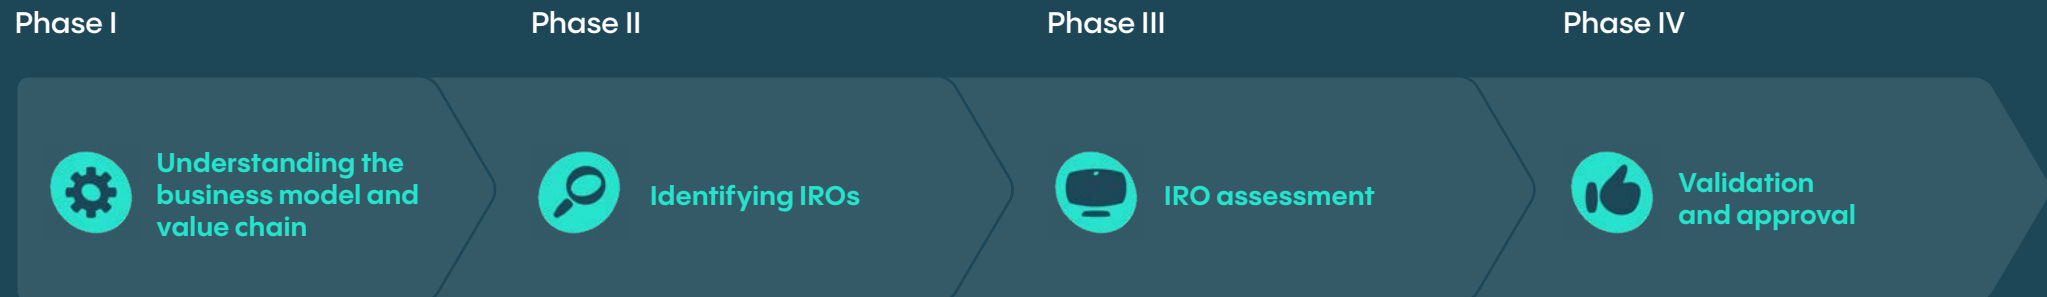 Phase I
Understanding the
business model and
value chain
Phase II
Identifying IROs
Phase III
IRO assessment
Phase IV
Validation
and approval